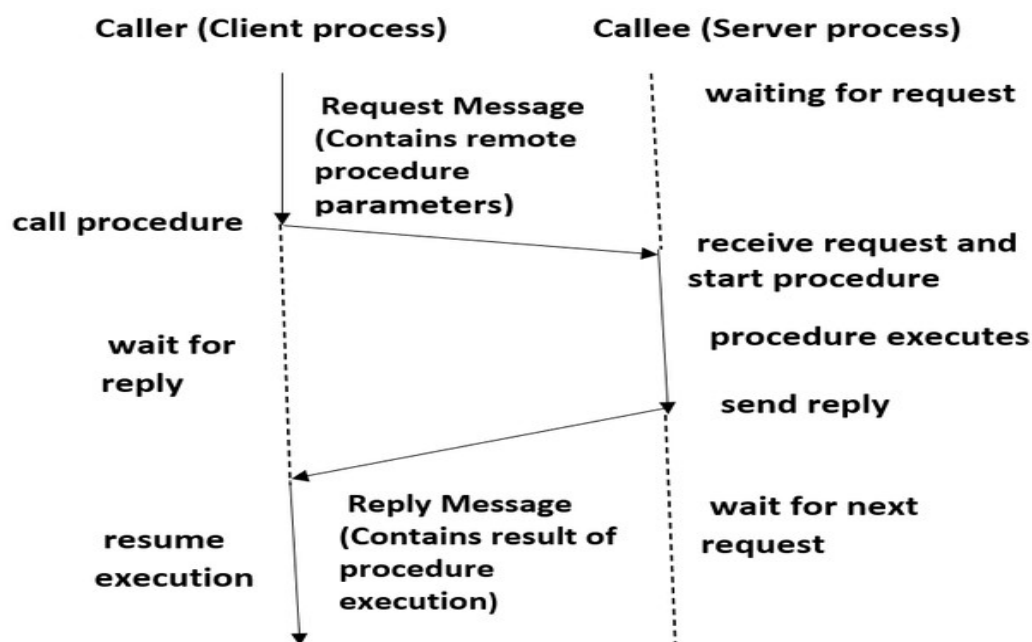 Caller (Client process)
Callee (Server process)
waiting for request
Request Message
(Contains remote
procedure
parameters)
call procedure
receive request and
start procedure
procedure executes
wait for
reply
send reply
Reply Message
(Contains result of
procedure
execution)
wait for next
request
resume
execution